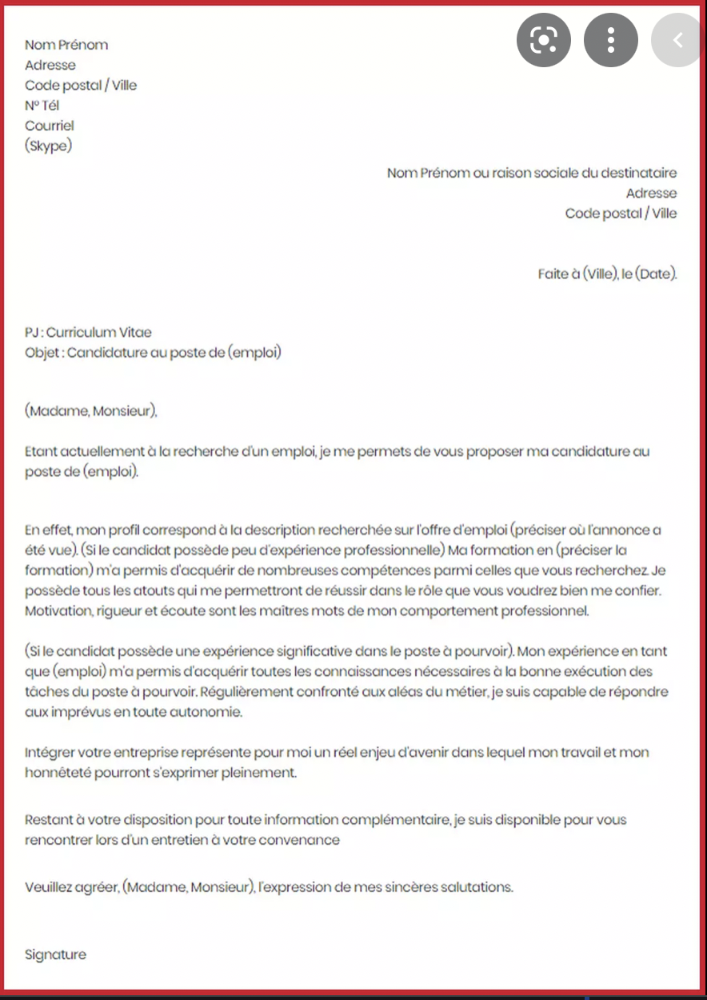 Nom Prénom
Adresse
Code postal / Ville
N° Tél
Courriel
(Skype)
Nom Prénom ou raison sociale du destinataire
Adresse
Code postal / Ville
Faite à (Ville), le (Date).
PJ : Curriculum Vitae
Objet : Candidature au poste de (emploi)
(Madame, Monsieur),
Etant actuellement à la recherche d'un emploi, je me permets de vous proposer ma candidature au
poste de (emploi).
En effet, mon profil correspond à la description recherchée sur l'offre d'emploi (préciser où l'annonce a
été vue). (Si le candidat possède peu d'expérience professionnelle) Ma formation en (préciser la
formation) m'a permis d'acquérir de nombreuses compétences parmi celles que vous recherchez. Je
possède tous les atouts qui me permettront de réussir dans le rôle que vous voudrez bien me confier.
Motivation, rigueur et écoute sont les maîtres mots de mon comportement professionnel.
(Si le candidat possède une expérience significative dans le poste à pourvoir). Mon expérience en tant
que (emploi) m'a permis d'acquérir toutes les connaissances nécessaires à la bonne exécution des
tâches du poste à pourvoir. Régulièrement confronté aux aléas du métier, je suis capable de répondre
aux imprévus en toute autonomie.
Intégrer votre entreprise représente pour moi un réel enjeu d'avenir dans lequel mon travail et mon
honnêteté pourront s'exprimer pleinement.
Restant à votre disposition pour toute information complémentaire, je suis disponible pour vous
rencontrer lors d'un entretien à votre convenance
Veuillez agréer, (Madame, Monsieur), l'expression de mes sincères salutations.
Signature